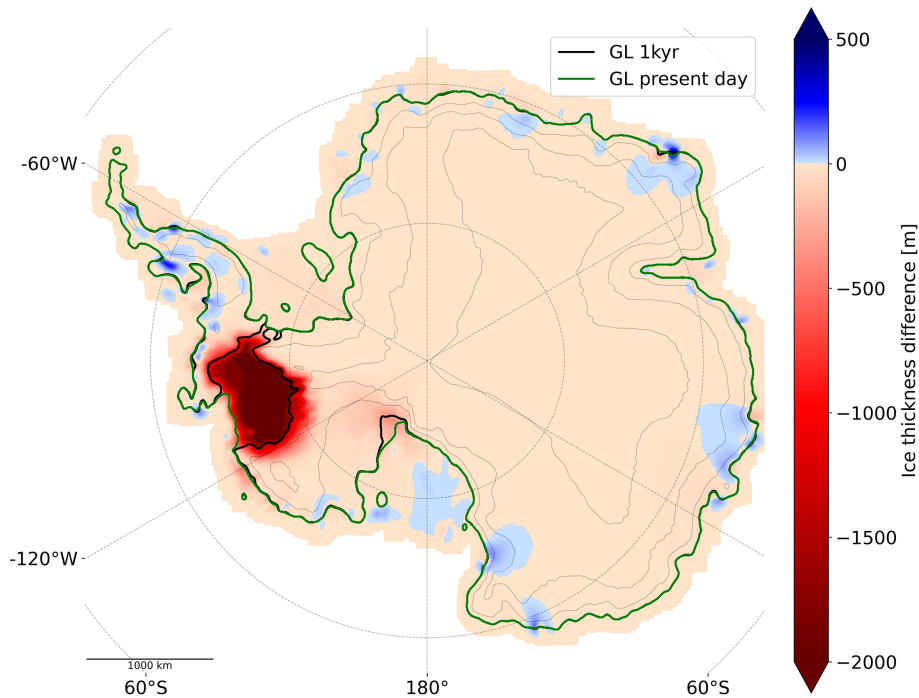 GL 1kyr
GL present day
-60°W
-120°W
1000 km
60°S
180°
60°S
500
0
−500
−1000
−1500
−2000
Ice thickness difference [m]